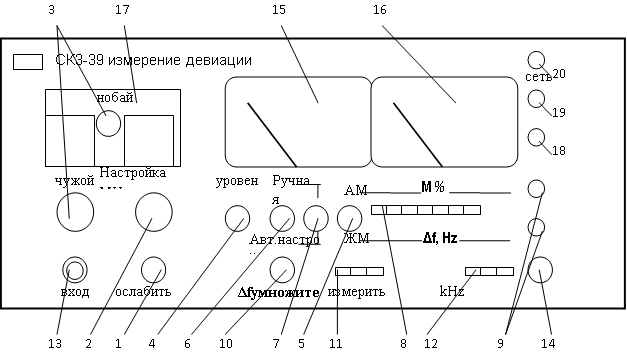 3 17 15 16
СК3-39 измерение девиации
20
сеть
нобай
19
18
чужой
Настройка
уровен
Ручна
я
АМ
М %
Авт.настро
ЖМ
Δf, Hz
вход
ослабить
Δfумножите
измерить
kHz
13 2 1 4 6 10 7 5 11 8 12 9 14